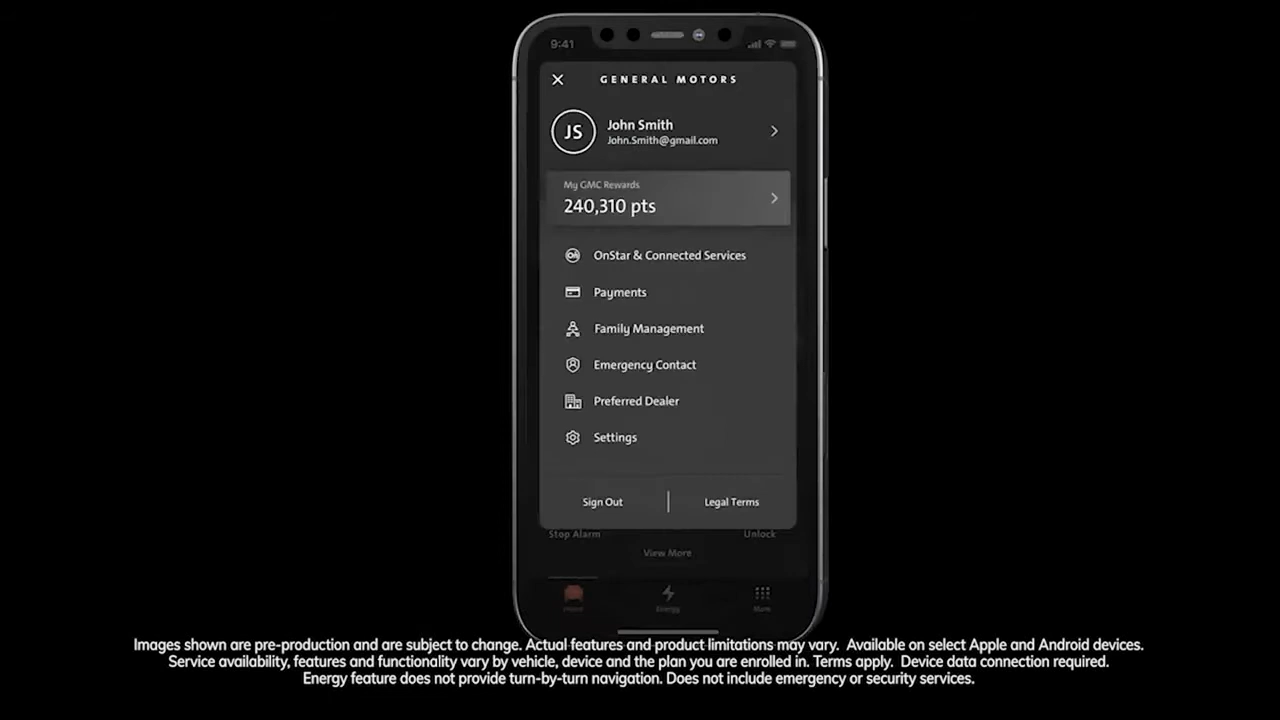 9:41
GENERAL MOTORS
JS
John Smith
John.Smith@gmail.com
My GMC Rewards
240,310 pts
OnStar & Connected Services
Payments
Family Management
Emergency Contact
Preferred Dealer
Settings
Sign Out
Legal Terms
Stop Alarm
Unlock
View More
Home
Energy
More
Images shown are pre-production and are subject to change. Actual features and product limitations may vary. Available on select Apple and Android devices.
Service availability, features and functionality vary by vehicle, device and the plan you are enrolled in. Terms apply. Device data connection required.
Energy feature does not provide turn-by-turn navigation. Does not include emergency or security services.